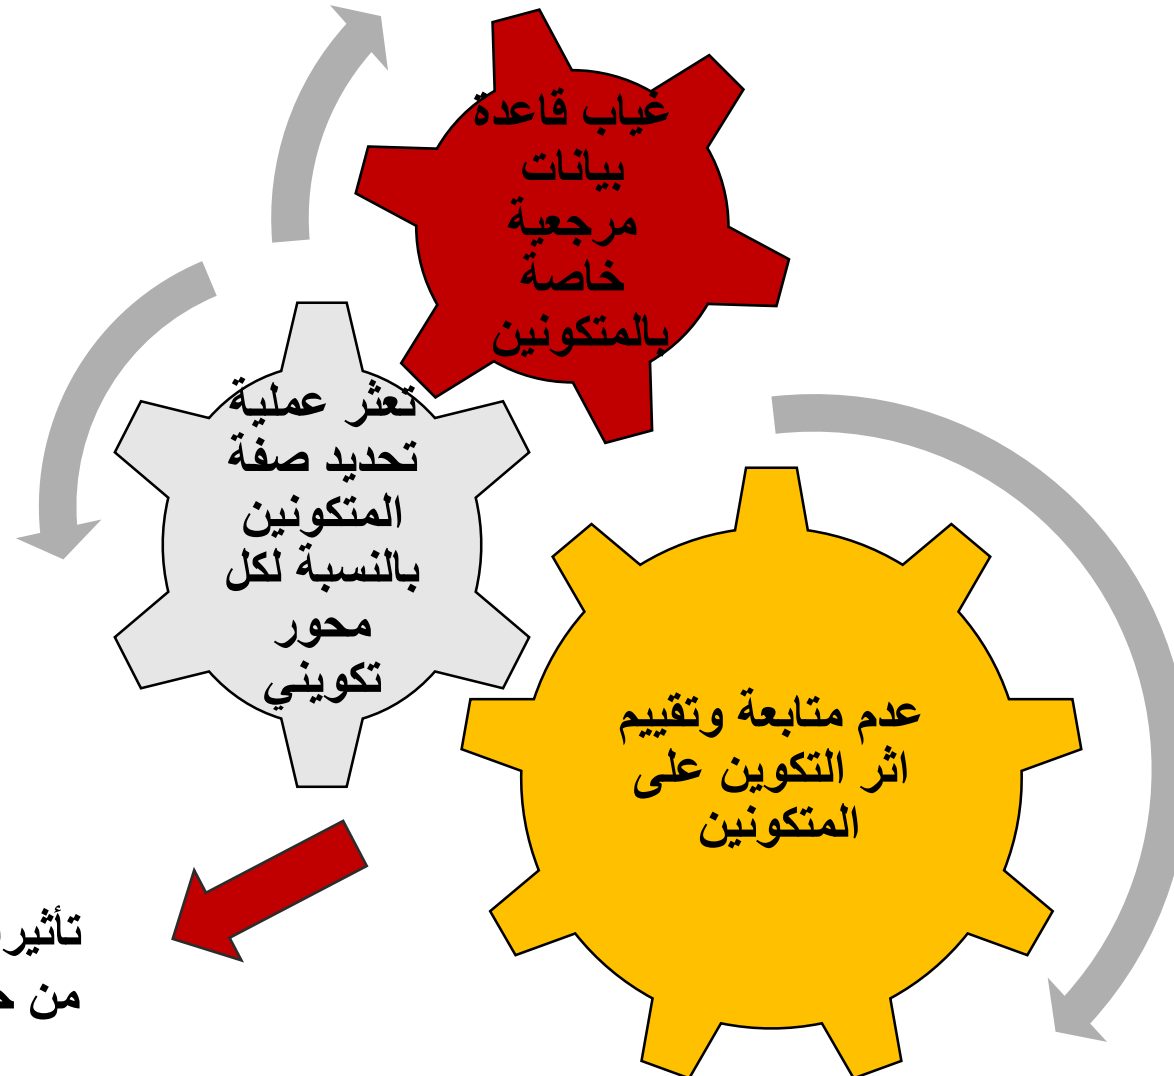 غياب قاعدة
بيانات
مرجعية
خاصة
بالمتكونين
تعثر عملية
تحديد صفة
المتكونين
بالنسبة لكل
محور
تكويني
عدم متابعة وتقييم
اثر التكوين على
المتكونين
من